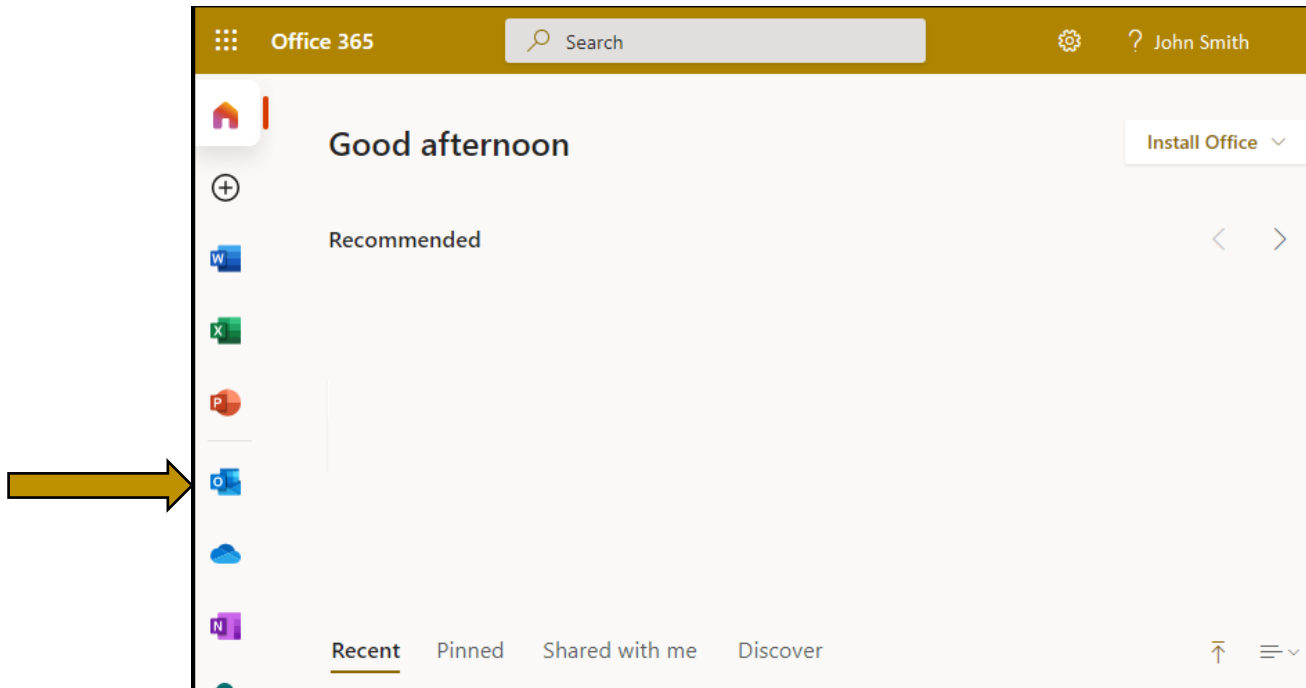 Office 365
Search
? John Smith
Good afternoon
Install Office
Recommended
W
X
P
O
N
Recent Pinned Shared with me Discover